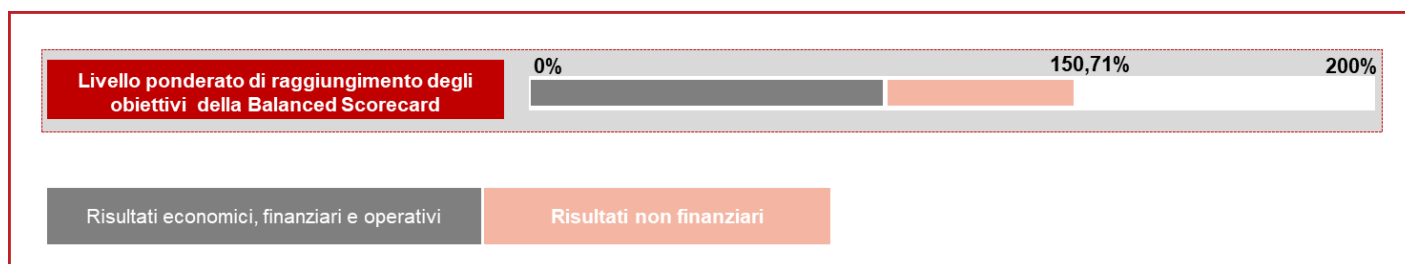 0% 150,71% 200%
Livello ponderato di raggiungimento degli
obiettivi della Balanced Scorecard
Risultati economici, finanziari e operativi
Risultati non finanziari